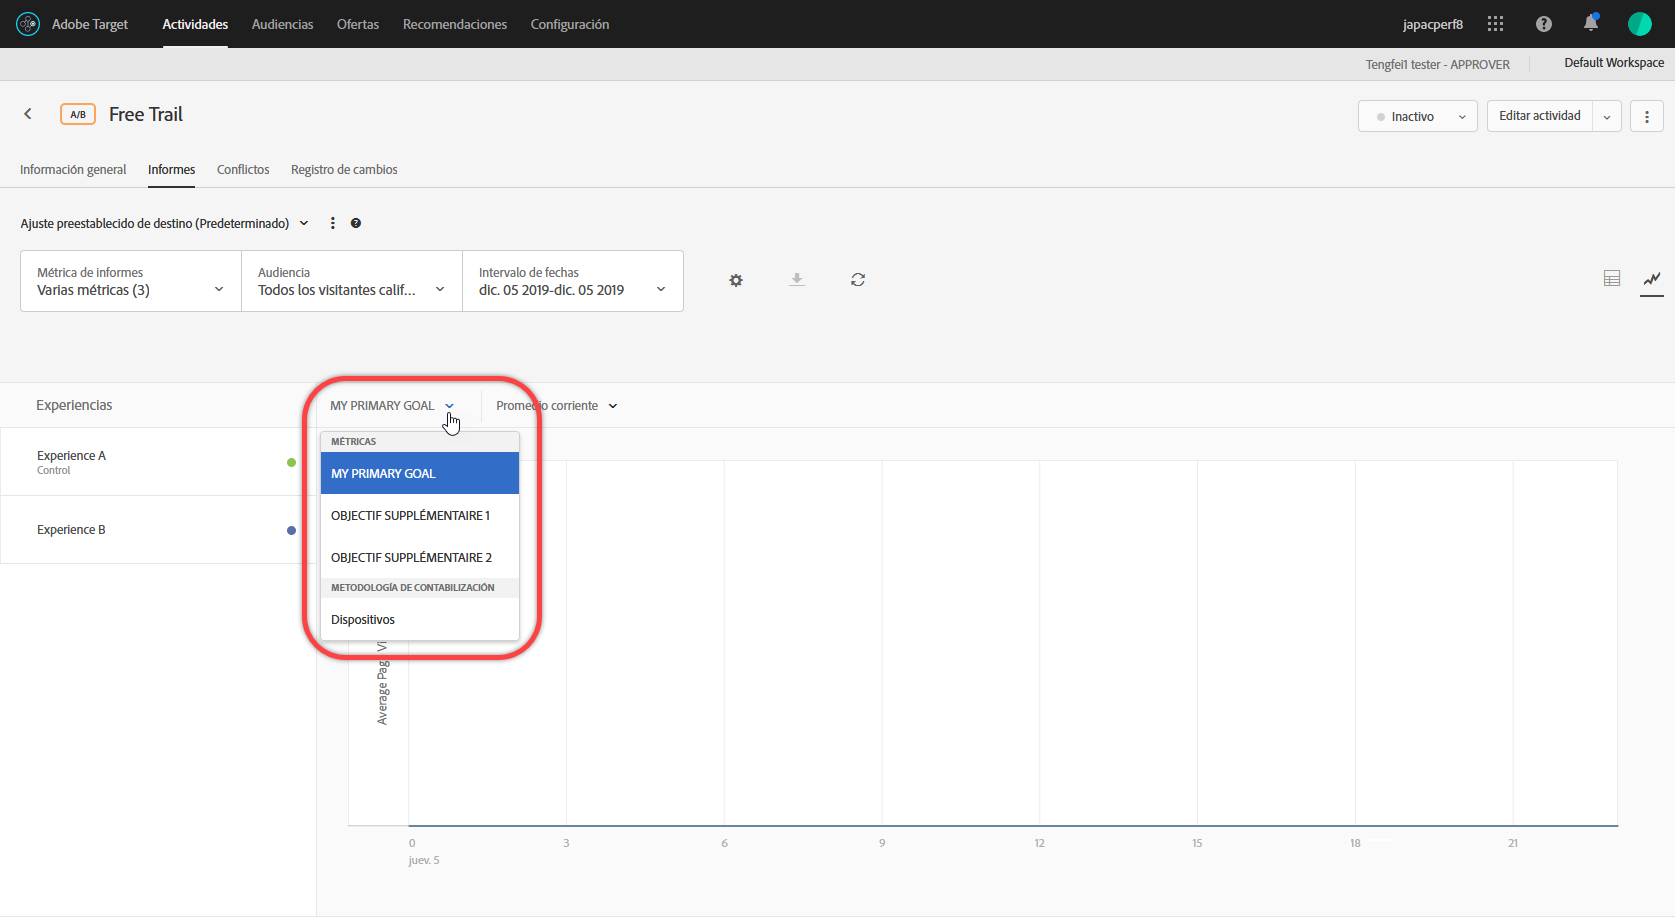 Adobe Target
Actividades
Audiencias
Ofertas
Recomendaciones
Configuración
japacperf8
Tengfei1 tester - APPROVER
Default Workspace
A/B
Free Trail
Inactivo
Editar actividad
Información general
Informes
Conflictos
Registro de cambios
Ajuste preestablecido de destino (Predeterminado)
Métrica de informes
Varias métricas (3)
Audiencia
Todos los visitantes calif...
Intervalo de fechas
dic. 05 2019-dic. 05 2019
Experiencias
MY PRIMARY GOAL
Promedio corriente
Experience A
Control
Experience B
MÉTRICAS
MY PRIMARY GOAL
OBJECTIF SUPPLÉMENTAIRE 1
OBJECTIF SUPPLÉMENTAIRE 2
METODOLOGÍA DE CONTABILIZACIÓN
Dispositivos
Average Page Vi
0
3
6
9
12
15
18
21
juev. 5